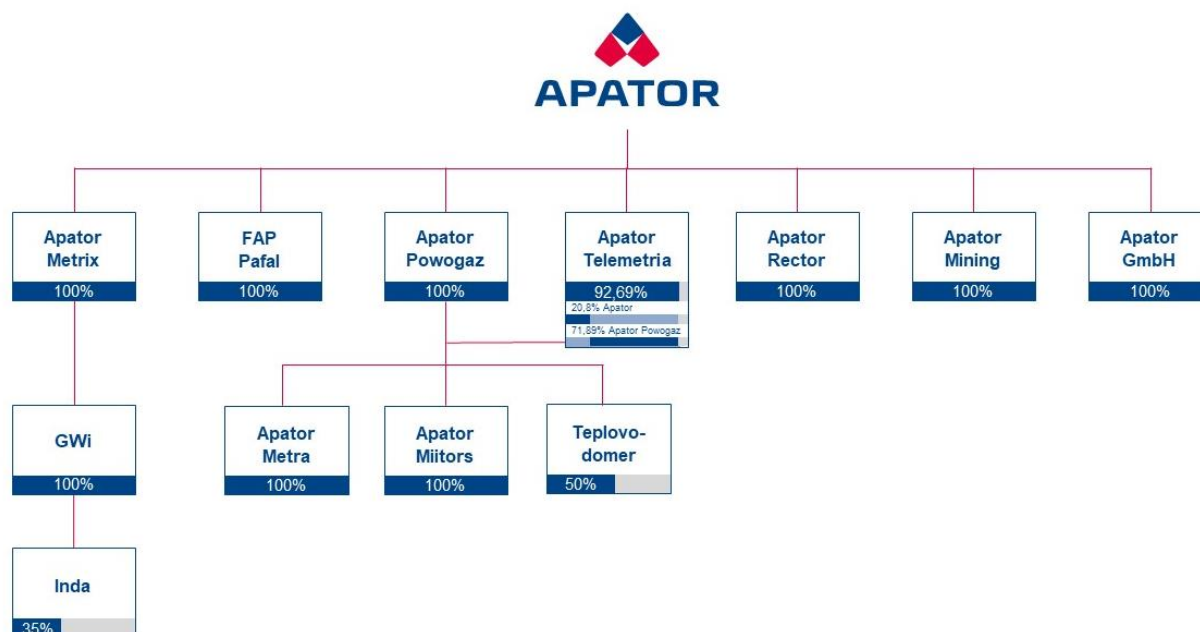 APATOR
Apator
Metrix
100%
FAP
Pafal
100%
Apator
Powogaz
100%
Apator
Telemetria
92,69%
20,8% Apator
71,89% Apator Powogaz
Apator
Rector
100%
Apator
Mining
100%
Apator
GmbH
100%
GWi
100%
Apator
Metra
100%
Apator
Miitors
100%
Teplovo-
domer
50%
Inda
35%